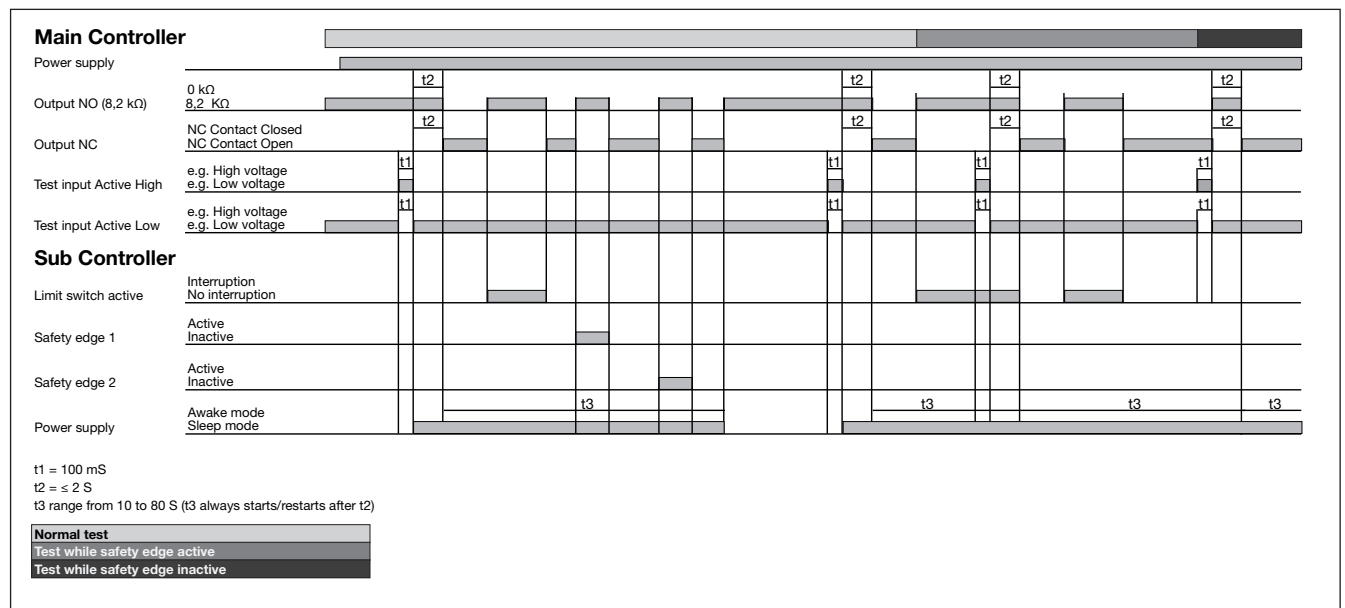 Main Controller
Power supply
t2 t2 t2 t2
0 kΩ
Output NO (8,2 kΩ) 8,2 KΩ
t2 t2 t2 t2
NC Contact Closed
Output NC NC Contact Open
t1 t1 t1 t1
e.g. High voltage
Test input Active High e.g. Low voltage
t1 t1 t1 t1
e.g. High voltage
Test input Active Low e.g. Low voltage
Sub Controller
Interruption
Limit switch active No interruption
Active
Safety edge 1 Inactive
Active
Safety edge 2 Inactive
t3 t3 t3 t3
Awake mode
Power supply Sleep mode
t1 = 100 mS
t2 = ≤ 2 S
t3 range from 10 to 80 S (t3 always starts/restarts after t2)
Normal test
Test while safety edge active
Test while safety edge inactive